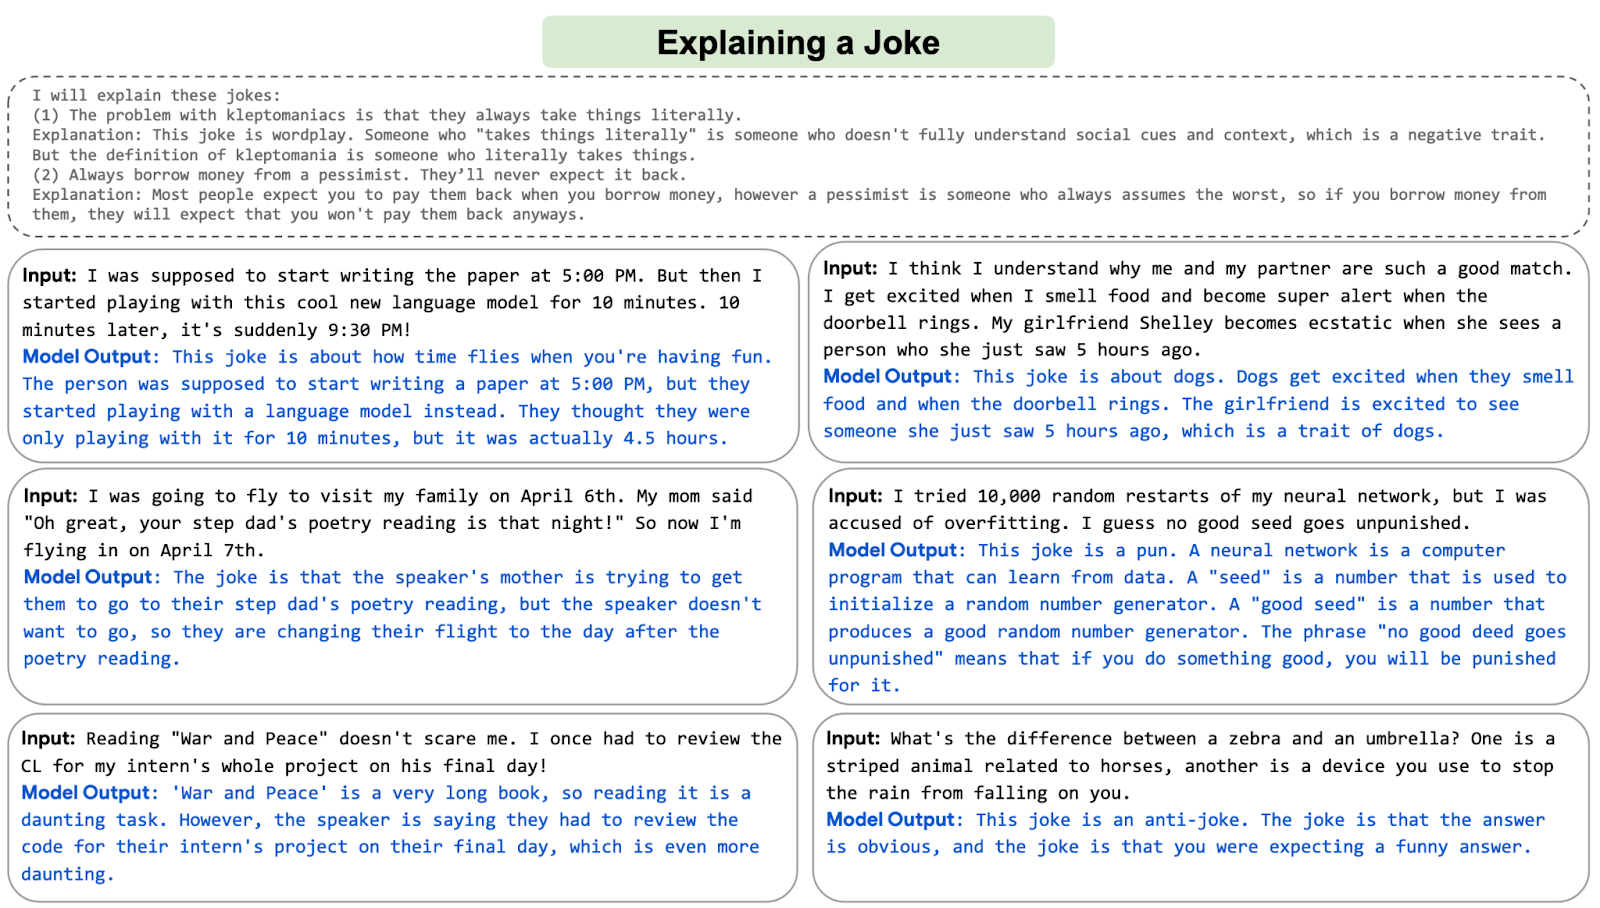 Explaining a Joke
I will explain these jokes:
(1) The problem with kleptomaniacs is that they always take things literally.
Explanation: This joke is wordplay. Someone who "takes things literally" is someone who doesn't fully understand social cues and context, which is a negative trait.
But the definition of kleptomania is someone who literally takes things.
(2) Always borrow money from a pessimist. They’ll never expect it back.
Explanation: Most people expect you to pay them back when you borrow money, however a pessimist is someone who always assumes the worst, so if you borrow money from
them, they will expect that you won't pay them back anyways.
Input: I was supposed to start writing the paper at 5:00 PM. But then I
started playing with this cool new language model for 10 minutes. 10
minutes later, it's suddenly 9:30 PM!
Model Output: This joke is about how time flies when you're having fun.
The person was supposed to start writing a paper at 5:00 PM, but they
started playing with a language model instead. They thought they were
only playing with it for 10 minutes, but it was actually 4.5 hours.
Input: I think I understand why me and my partner are such a good match.
I get excited when I smell food and become super alert when the
doorbell rings. My girlfriend Shelley becomes ecstatic when she sees a
person who she just saw 5 hours ago.
Model Output: This joke is about dogs. Dogs get excited when they smell
food and when the doorbell rings. The girlfriend is excited to see
someone she just saw 5 hours ago, which is a trait of dogs.
Input: I was going to fly to visit my family on April 6th. My mom said
"Oh great, your step dad's poetry reading is that night!" So now I'm
flying in on April 7th.
Model Output: The joke is that the speaker's mother is trying to get
them to go to their step dad's poetry reading, but the speaker doesn't
want to go, so they are changing their flight to the day after the
poetry reading.
Input: I tried 10,000 random restarts of my neural network, but I was
accused of overfitting. I guess no good seed goes unpunished.
Model Output: This joke is a pun. A neural network is a computer
program that can learn from data. A "seed" is a number that is used to
initialize a random number generator. A "good seed" is a number that
produces a good random number generator. The phrase "no good deed goes
unpunished" means that if you do something good, you will be punished
for it.
Input: Reading "War and Peace" doesn't scare me. I once had to review the
CL for my intern's whole project on his final day!
Model Output: 'War and Peace' is a very long book, so reading it is a
daunting task. However, the speaker is saying they had to review the
code for their intern's project on their final day, which is even more
daunting.
Input: What's the difference between a zebra and an umbrella? One is a
striped animal related to horses, another is a device you use to stop
the rain from falling on you.
Model Output: This joke is an anti-joke. The joke is that the answer
is obvious, and the joke is that you were expecting a funny answer.